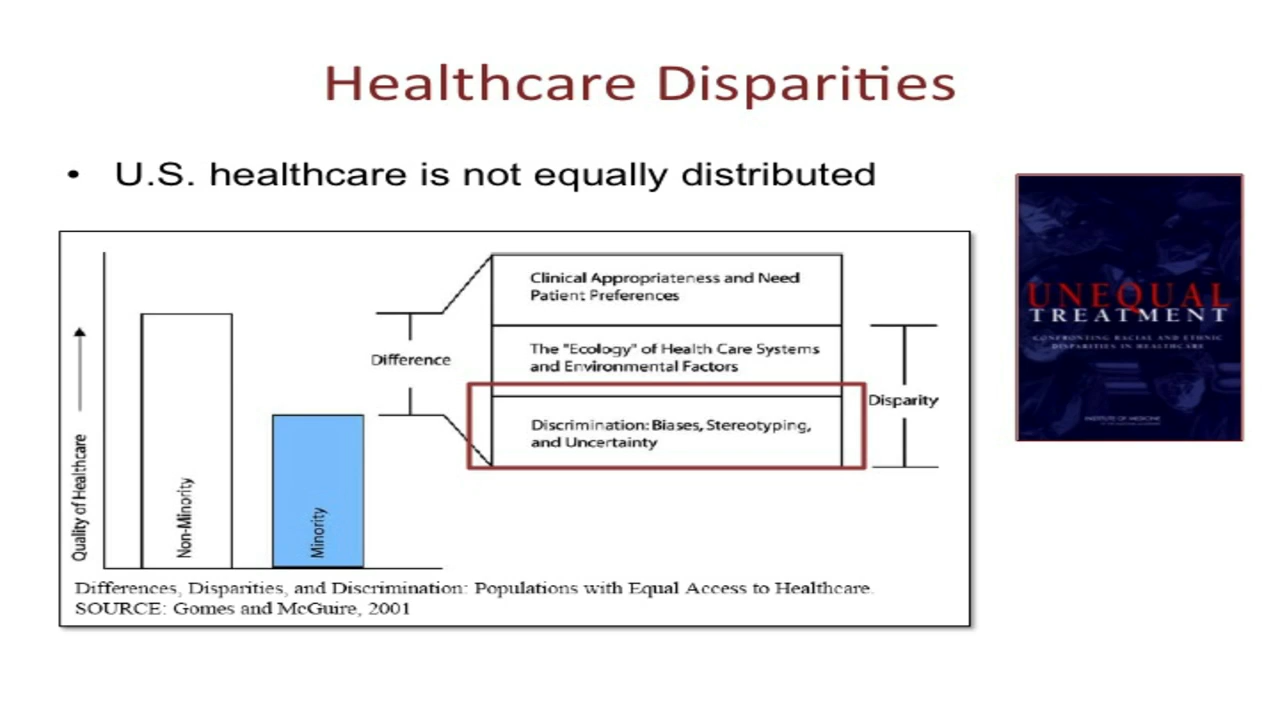 Healthcare Disparities
• U.S. healthcare is not equally distributed
Quality of Healthcare
Non-Minority
Minority
Difference
Clinical Appropriateness and Need
Patient Preferences
The "Ecology" of Health Care Systems
and Environmental Factors
Discrimination: Biases, Stereotyping,
and Uncertainty
Disparity
Differences, Disparities, and Discrimination: Populations with Equal Access to Healthcare.
SOURCE: Gomes and McGuire, 2001
UNEQUAL
TREATMENT
CONFRONTING RACIAL AND ETHNIC
DISPARITIES IN HEALTHCARE
INSTITUTE OF MEDICINE